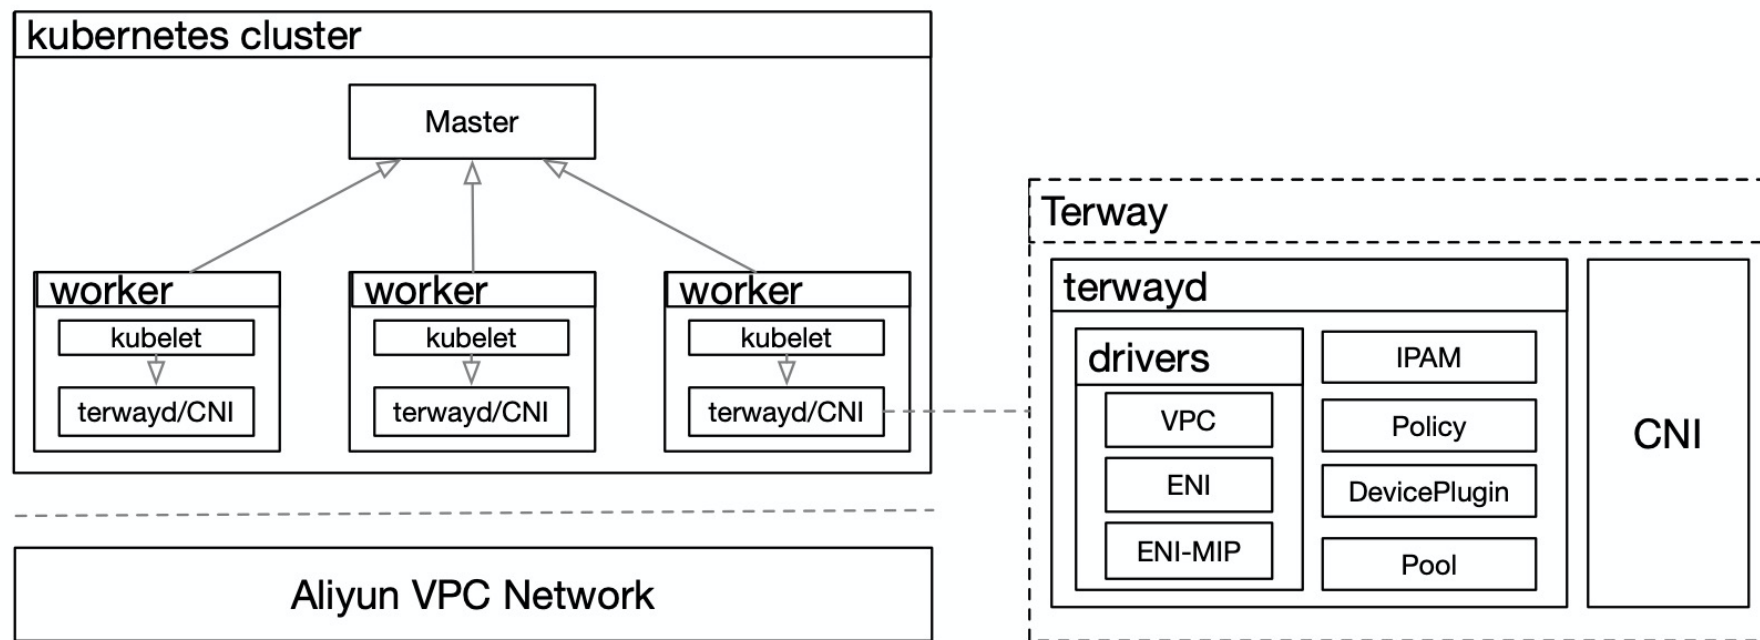 kubernetes cluster
Master
worker
worker
worker
kubelet
kubelet
kubelet
terwayd/CNI
terwayd/CNI
terwayd/CNI
Aliyun VPC Network
Terway
terwayd
drivers
VPC
ENI
ENI-MIP
IPAM
Policy
DevicePlugin
Pool
CNI